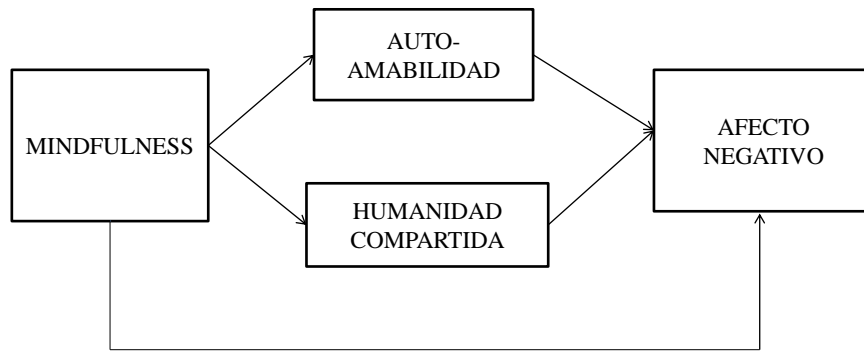 AUTO-
AMABILIDAD
MINDFULNESS
AFECTO
NEGATIVO
HUMANIDAD
COMPARTIDA